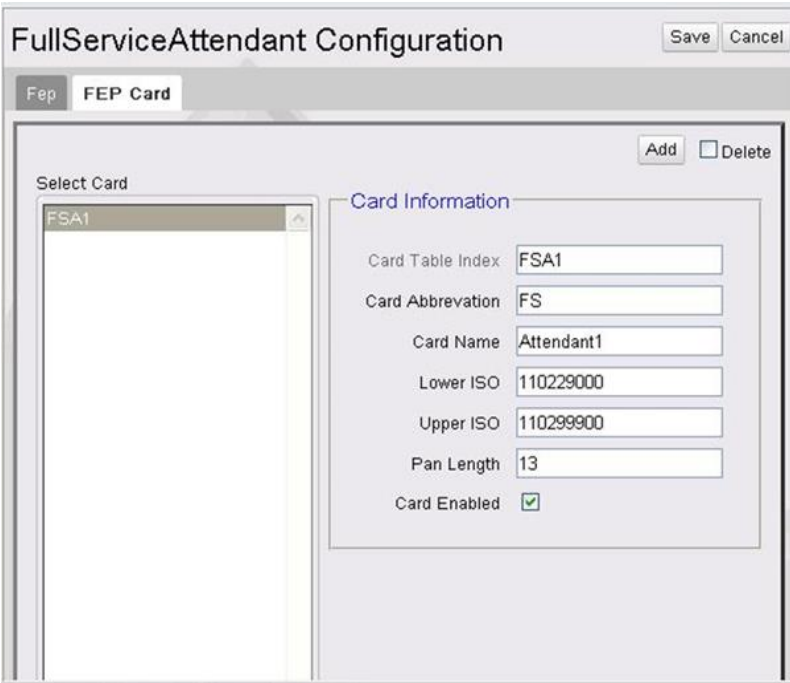 FullServiceAttendant Configuration
Save Cancel
Fep FEP Card
Add Delete
Select Card
FSA1
Card Information
Card Table Index FSA1
Card Abbrevation FS
Card Name Attendant1
Lower ISO 110229000
Upper ISO 110299900
Pan Length 13
Card Enabled